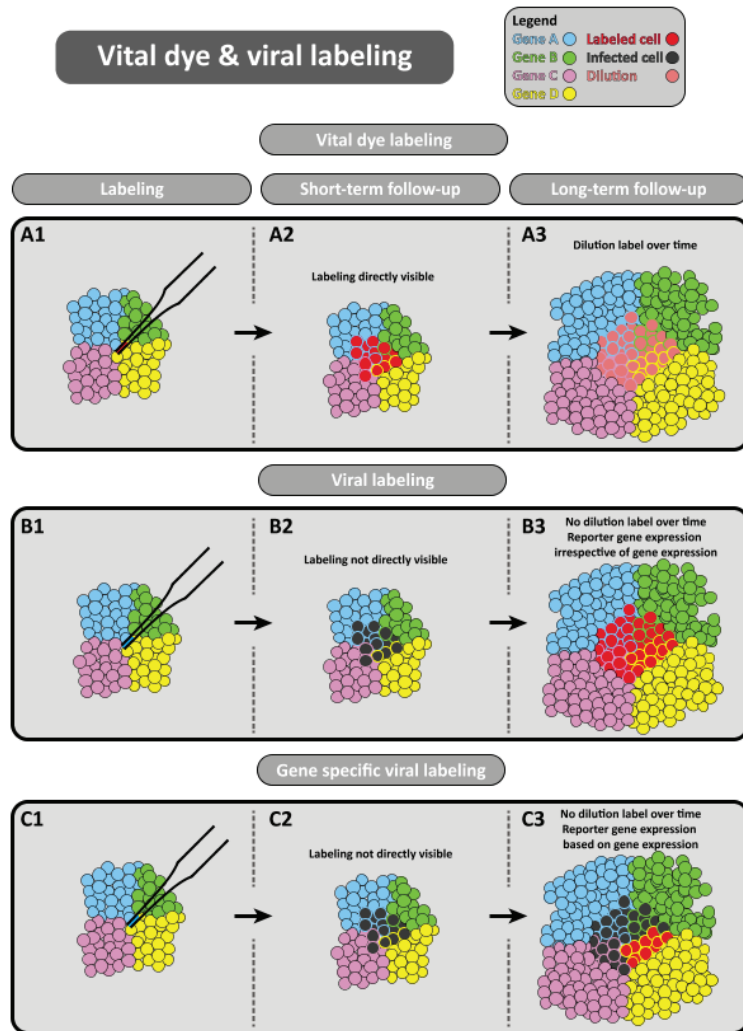 Vital dye & viral labeling
Legend
Gene A
Labeled cell
Gene B
Infected cell
Gene C
Dilution
Gene D
Vital dye labeling
Labeling
Short-term follow-up
Long-term follow-up
A1
A2
A3
Labeling directly visible
Dilution label over time
Viral labeling
B1
B2
B3
Labeling not directly visible
No dilution label over time
Reporter gene expression
irrespective of gene expression
Gene specific viral labeling
C1
C2
C3
Labeling not directly visible
No dilution label over time
Reporter gene expression
based on gene expression